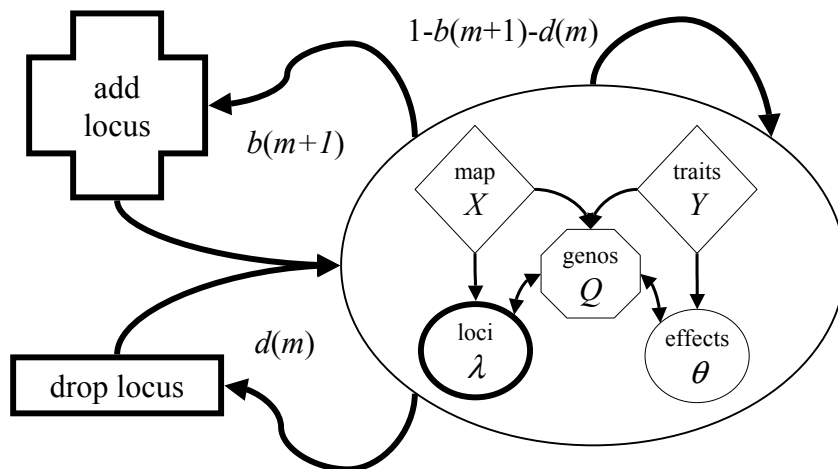 1-b(m+1)-d(m)
add
locus
b(m+1)
map
X
traits
Y
genos
Q
loci
λ
effects
θ
d(m)
drop locus